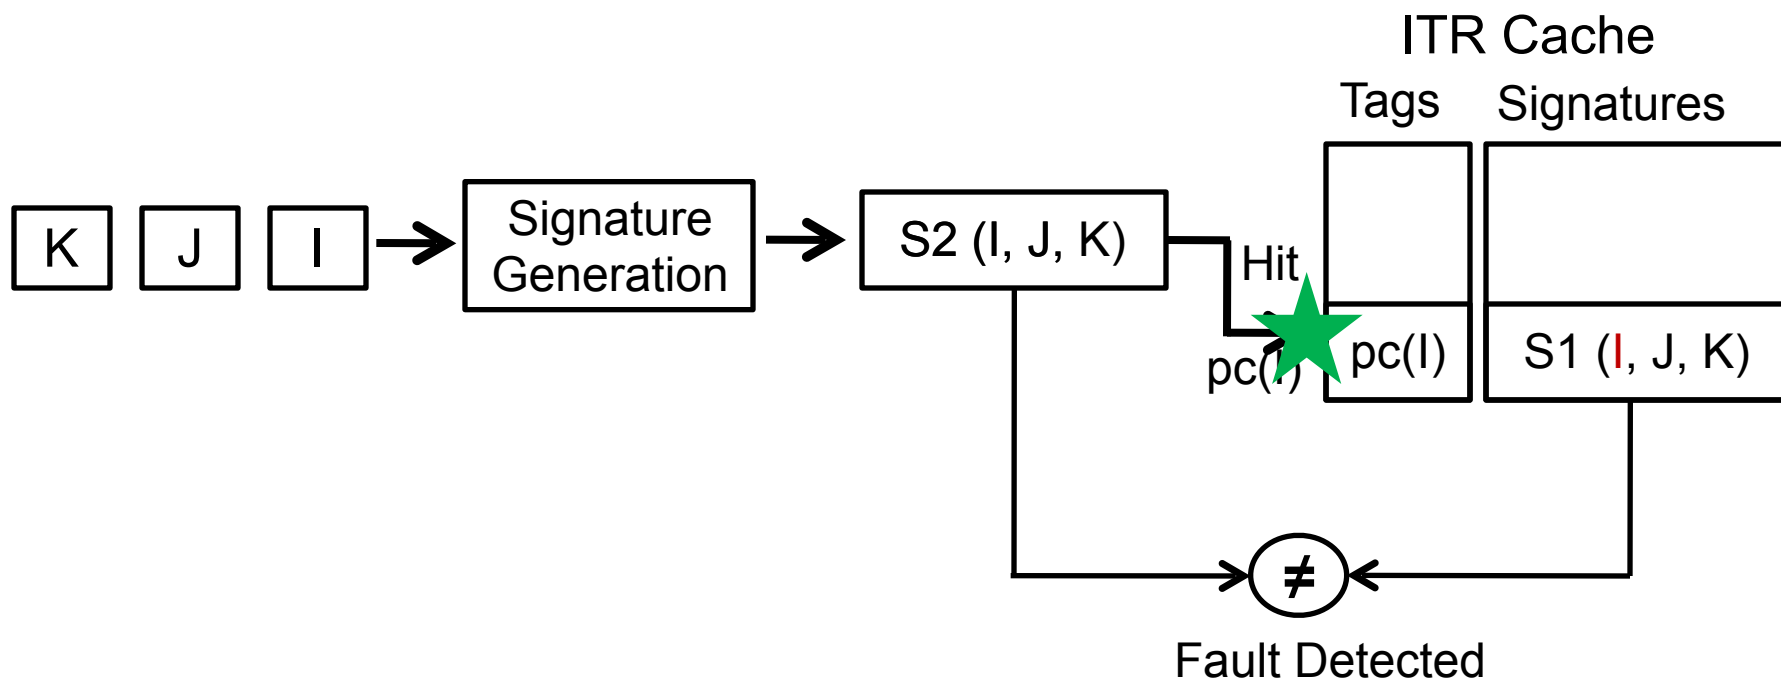 ITR Cache
Tags Signatures
K J I
Signature
Generation
S2 (I, J, K)
Hit
pc(I)
pc(I)
S1 (I, J, K)
≠
Fault Detected